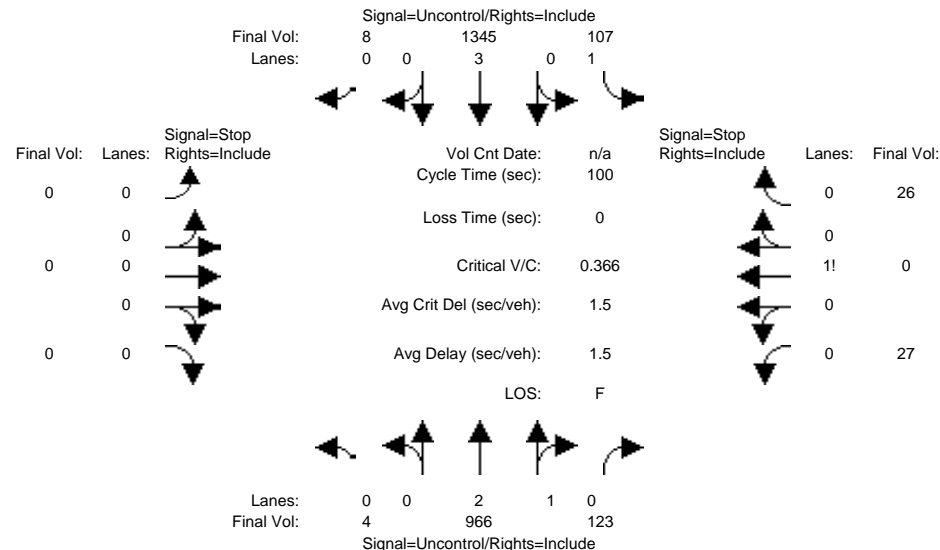 Signal=Uncontrol/Rights=Include
Final Vol: 8 1345 107
Lanes: 0 0 3 0 1
Signal=Stop Signal=Stop
Final Vol: Lanes: Rights=Include Vol Cnt Date: n/a Rights=Include Lanes: Final Vol:
Cycle Time (sec): 100
0 0 0 26
Loss Time (sec): 0
0 0
0 0 Critical V/C: 0.366 1! 0
0 Avg Crit Del (sec/veh): 1.5 0
0 0 Avg Delay (sec/veh): 1.5 0 27
LOS: F
Lanes: 0 0 2 1 0
Final Vol: 4 966 123
Signal=Uncontrol/Rights=Include